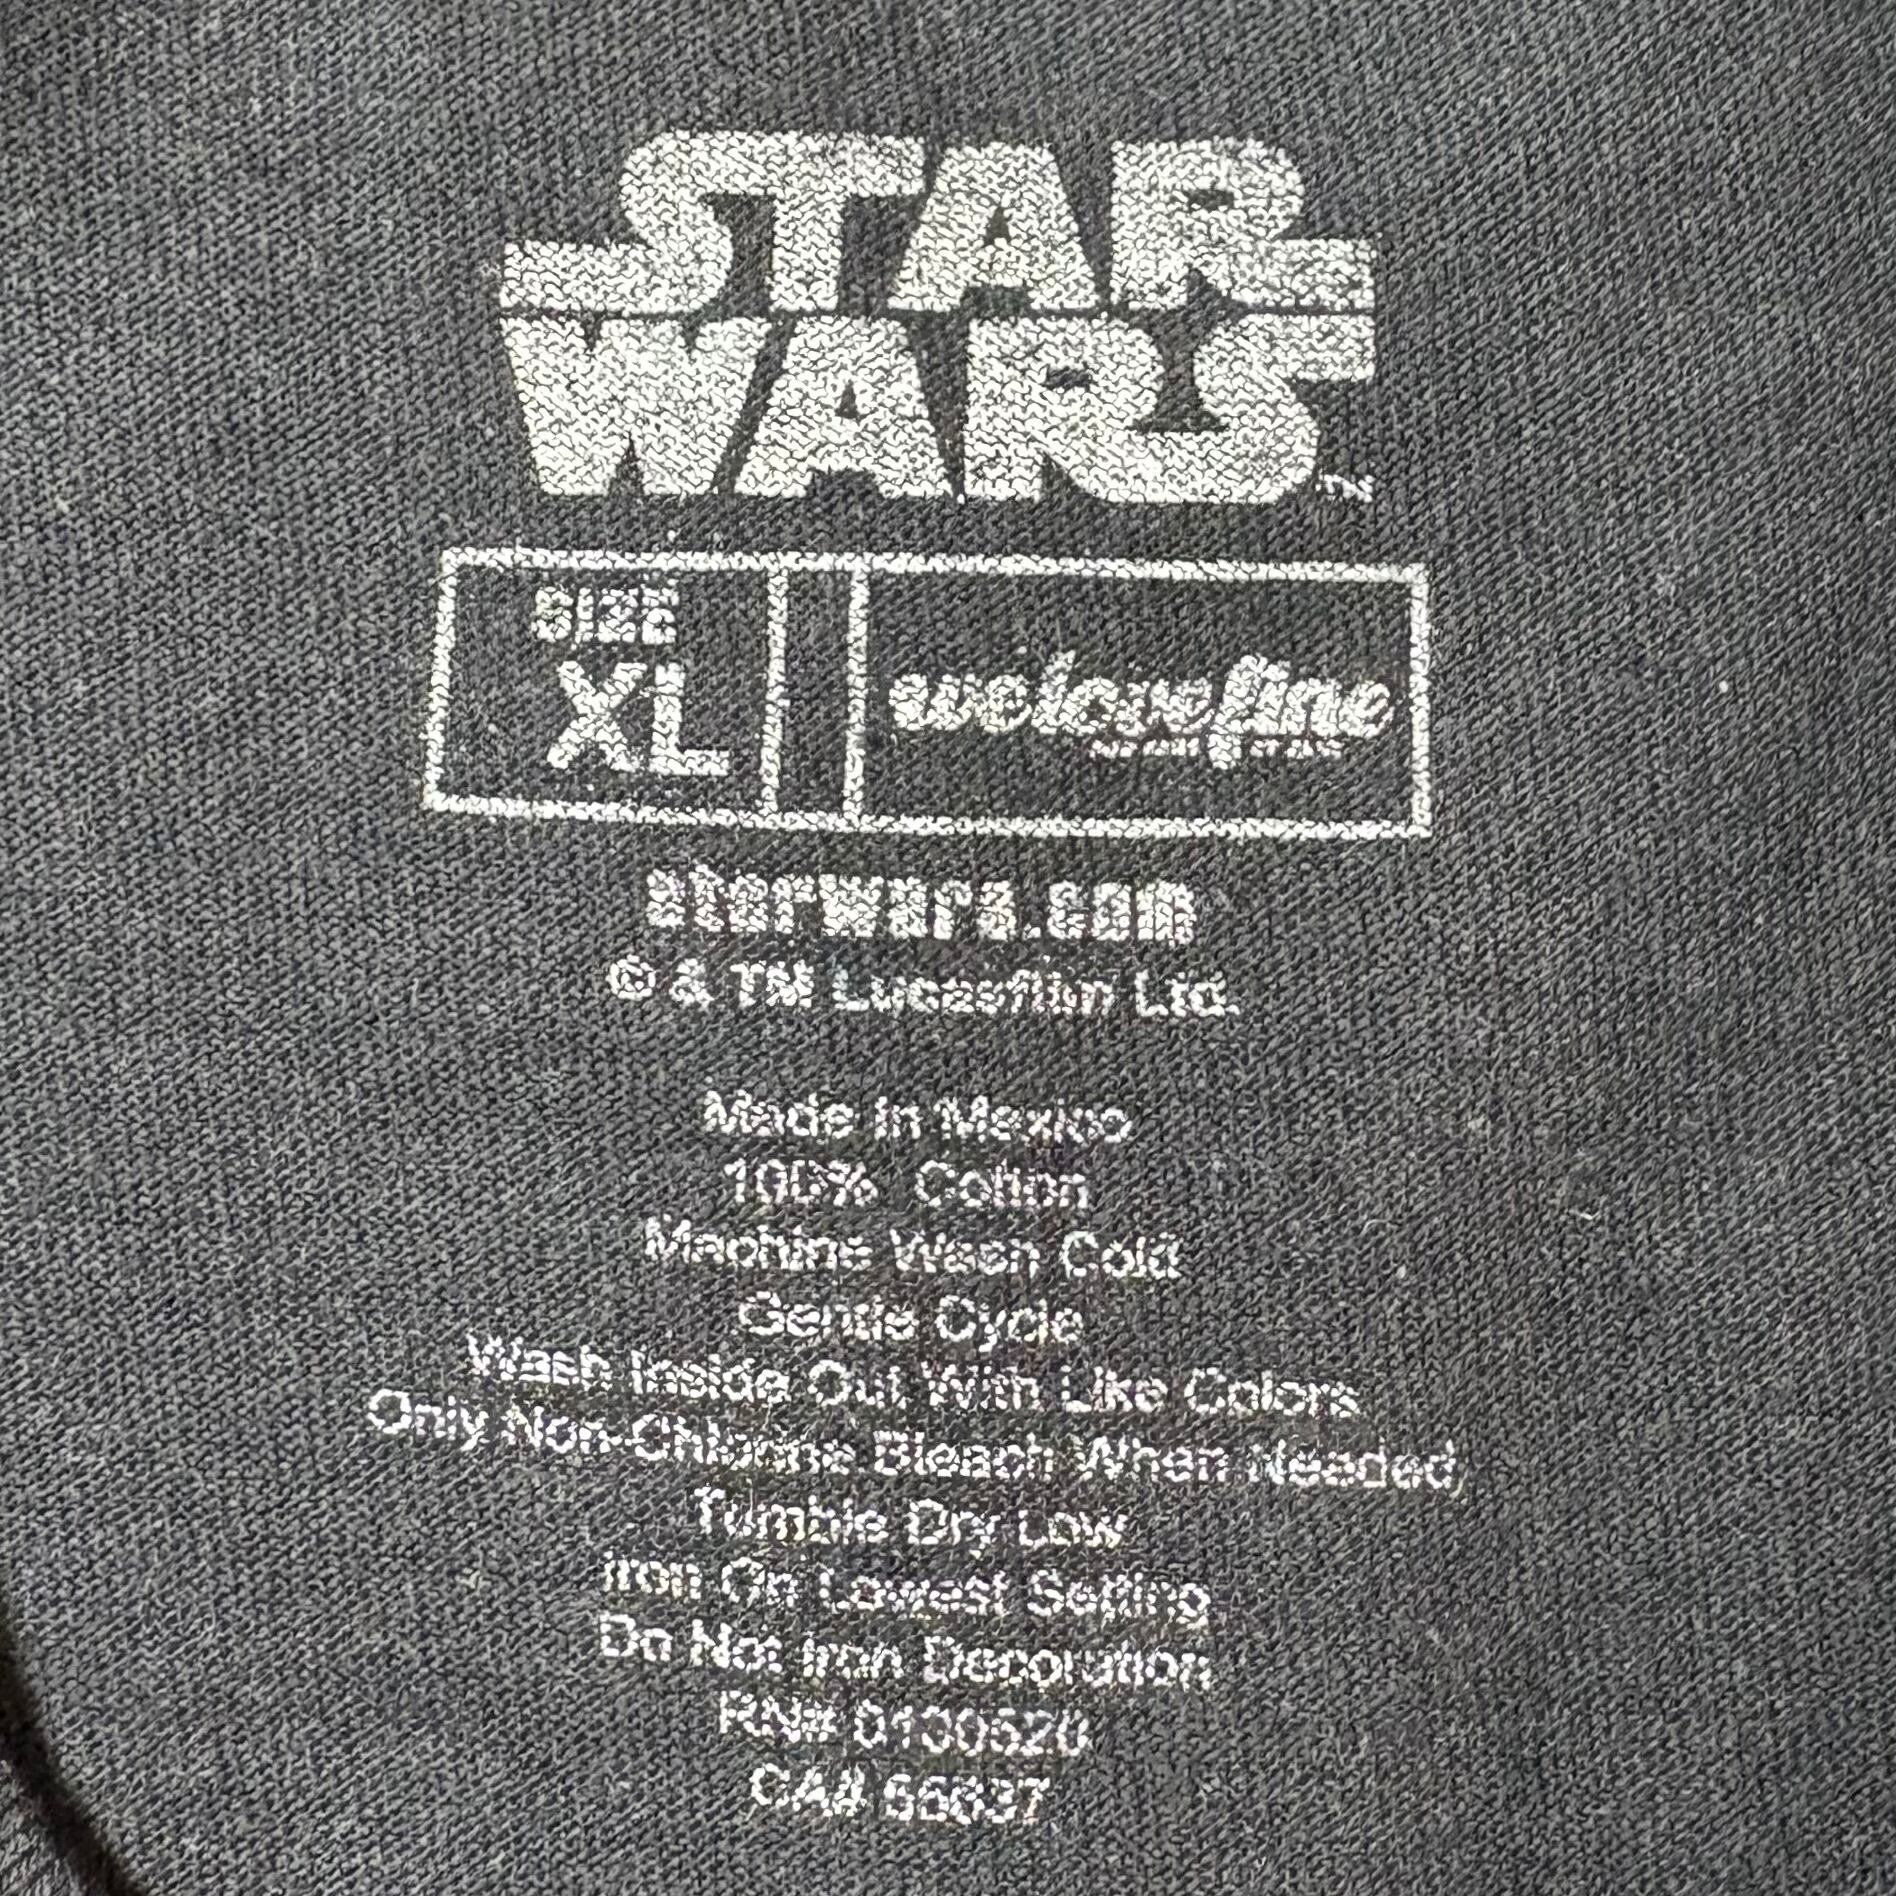 STAR
WARS
TM
SIZE
XL
welovefine
starwars.com
© & TM Lucasfilm Ltd.
Made In Mexico
100% Cotton
Machine Wash Cold
Gentle Cycle
Wash Inside Out With Like Colors
Only Non-Chlorine Bleach When Needed,
Tumble Dry Low
Iron On Lowest Setting
Do Not Iron Decoration
RN# 0100520
CA#